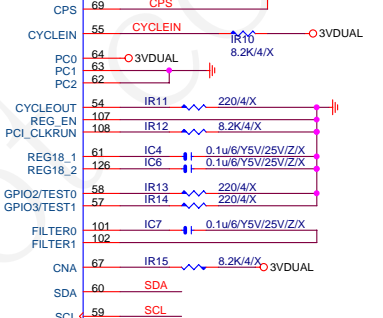 CPS 69 CPS
CYCLEIN 55 CYCLEIN IR10 3VDUAL
8.2K/4/X
PC0 64 3VDUAL
PC1 63
PC2 62
CYCLEOUT 54 IR11 220/4/X
REG_EN 107
PCI_CLKRUN 108 IR12 8.2K/4/X
REG18_1 61 IC4 0.1u/6/Y5V/25V/Z/X
REG18_2 126 IC6 0.1u/6/Y5V/25V/Z/X
GPIO2/TEST0 58 IR13 220/4/X
GPIO3/TEST1 57 IR14 220/4/X
FILTER0 101 IC7 0.1u/6/Y5V/25V/Z/X
FILTER1 102
CNA 67 IR15 8.2K/4/X 3VDUAL
SDA 60 SDA
SCL 59 SCL